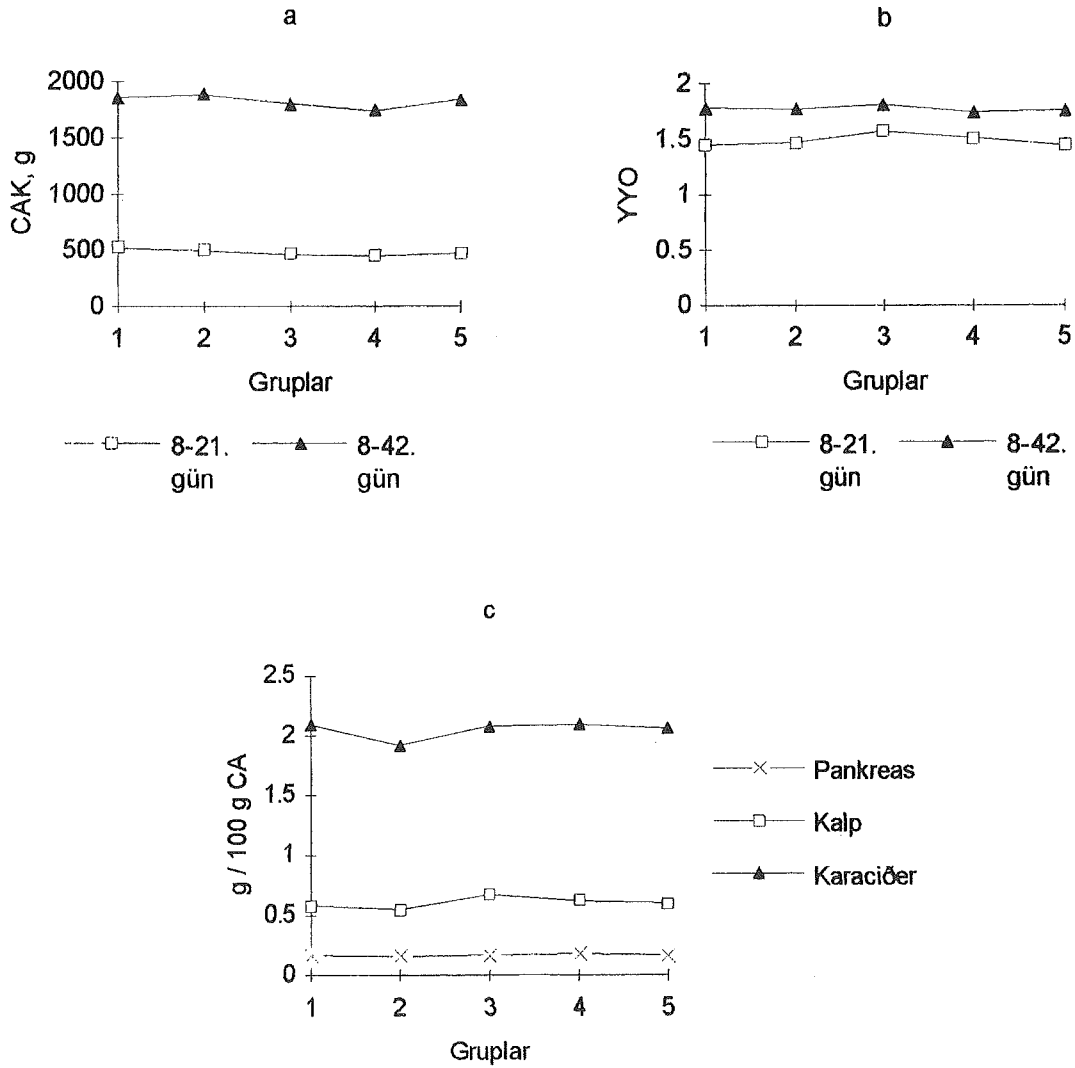 a
2000
1500
1000
500
0
CAK, g
1 2 3 4 5
Gruplar
8-21. gün
8-42. gün
b
2
1.5
1
0.5
0
YYO
1 2 3 4 5
Gruplar
8-21. gün
8-42. gün
c
2.5
2
1.5
1
0.5
0
g / 100 g CA
1 2 3 4 5
Gruplar
Pankreas
Kalp
Karaciðer